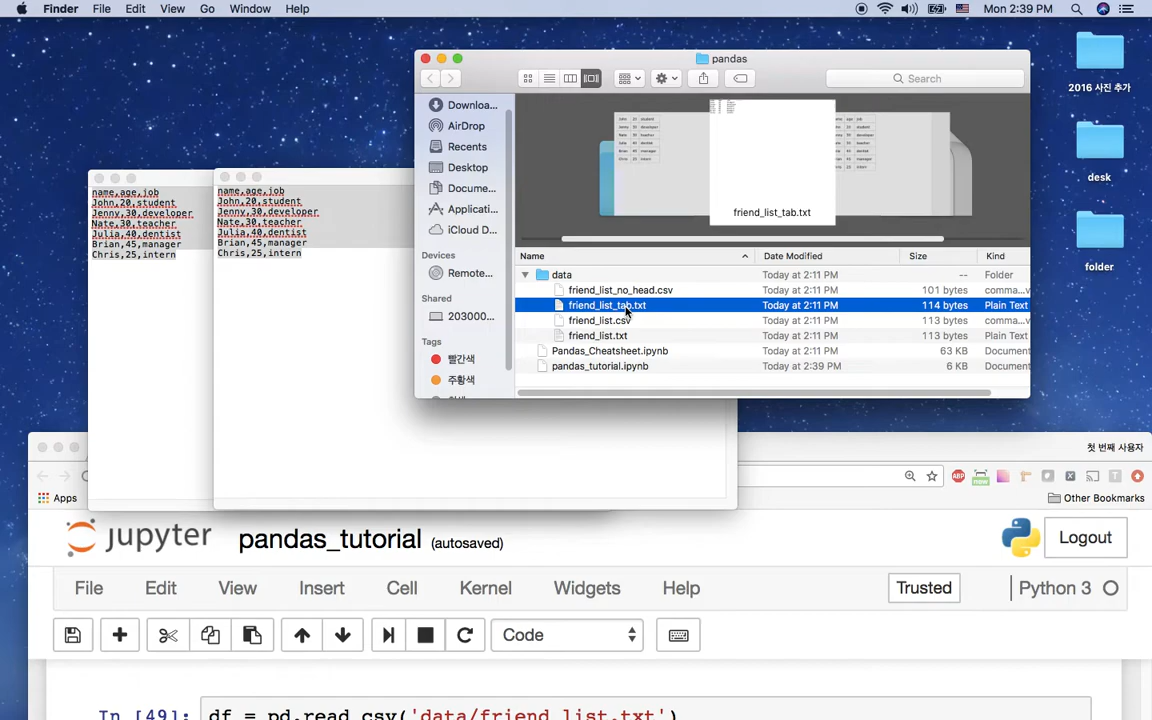 Finder File Edit View Go Window Help Mon 2:39 PM
pandas
Search
2016 사진 추가
desk
folder
Downloa...
AirDrop
Recents
Desktop
Docume...
Applicati...
iCloud D...
Devices
Remote...
Shared
203000...
Tags
빨간색
주황색
friend_list_tab.txt
Name Date Modified Size Kind
data Today at 2:11 PM -- Folder
friend_list_no_head.csv Today at 2:11 PM 101 bytes comma...v
friend_list_tab.txt Today at 2:11 PM 114 bytes Plain Text
friend_list.csv Today at 2:11 PM 113 bytes comma...v
friend_list.txt Today at 2:11 PM 113 bytes Plain Text
Pandas_Cheatsheet.ipynb Today at 2:11 PM 63 KB Document
pandas_tutorial.ipynb Today at 2:39 PM 6 KB Document
name,age,job
John,20,student
Jenny,30,developer
Nate,30,teacher
Julia,40,dentist
Brian,45,manager
Chris,25,intern
name,age,job
John,20,student
Jenny,30,developer
Nate,30,teacher
Julia,40,dentist
Brian,45,manager
Chris,25,intern
첫 번째 사용자
ABP
now
Apps
Other Bookmarks
jupyter pandas_tutorial (autosaved)
Logout
File Edit View Insert Cell Kernel Widgets Help
Trusted
Python 3
Code
In [49]: df = pd.read_csv('data/friend_list.txt')